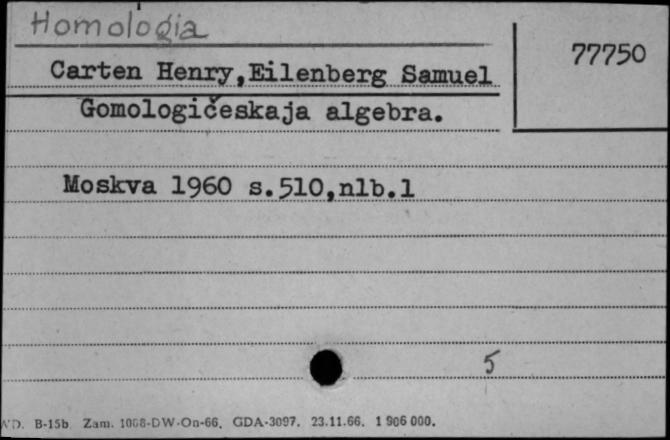 Homologia
77750
Carten Henry,Eilenberg Samuel
Gomologičeskaja algebra.
Moskva 1960 s.510,nlb.1
5
B-15b Zam. 1068-DW-On-66. GDA-3097. 23.11.66. 1 906 000.